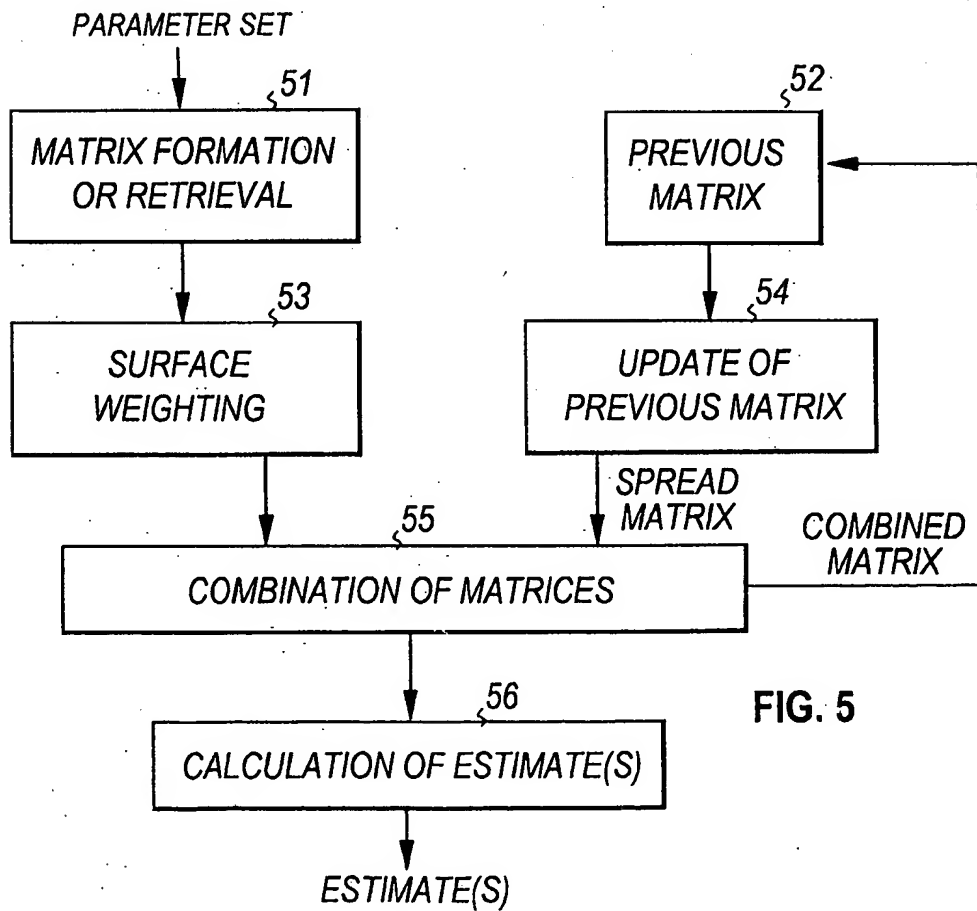 PARAMETER SET
51
MATRIX FORMATION
OR RETRIEVAL
52
PREVIOUS
MATRIX
53
SURFACE
WEIGHTING
54
UPDATE OF
PREVIOUS MATRIX
SPREAD
MATRIX
55
COMBINATION OF MATRICES
COMBINED
MATRIX
56
CALCULATION OF ESTIMATE(S)
FIG. 5
ESTIMATE(S)